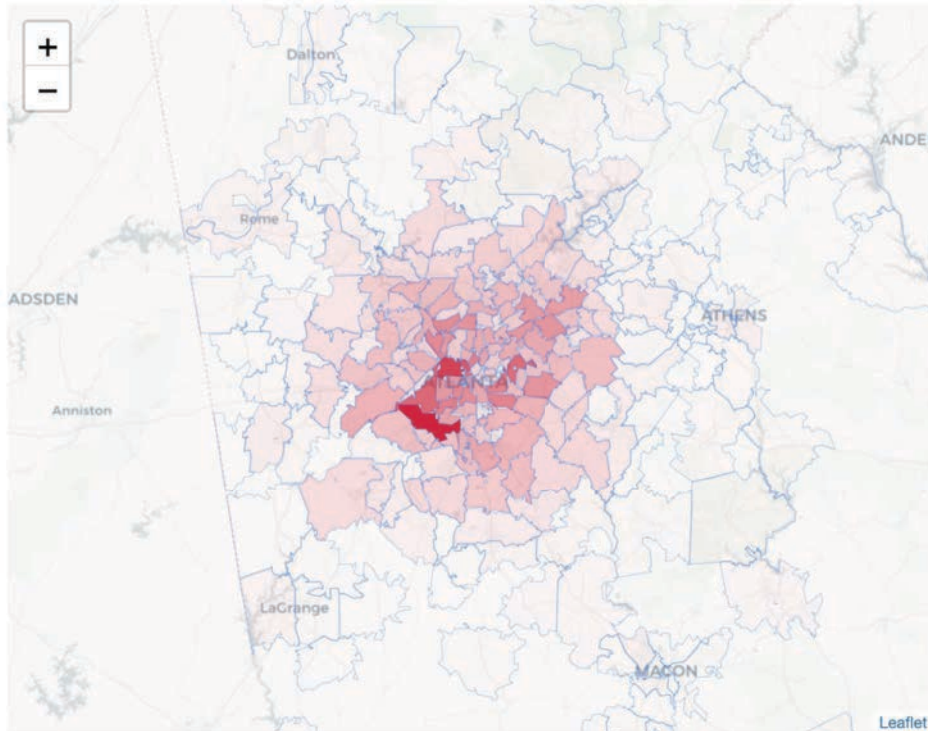 +
−
Dalton
ANDE
Rome
ADSDEN
ATHENS
ATLANTA
Anniston
LaGrange
MACON
Leaflet